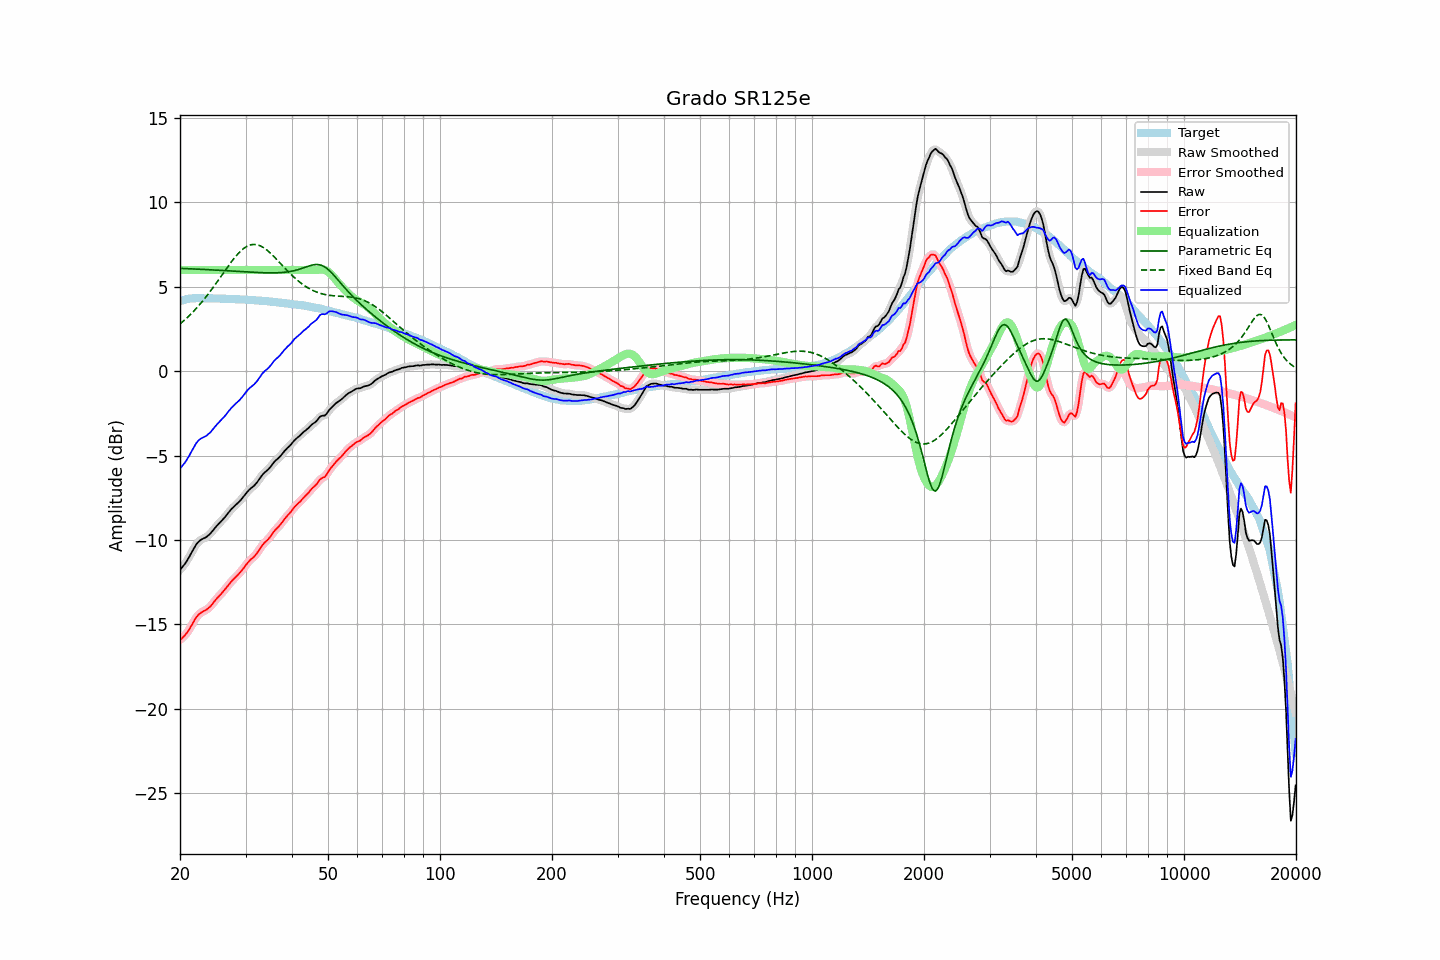 Grado SR125e
Amplitude (dBr)
15
10
5
0
−5
−10
−15
−20
−25
Target
Raw Smoothed
Error Smoothed
Raw
Error
Equalization
Parametric Eq
Fixed Band Eq
Equalized
20 50 100 200 500 1000 2000 5000 10000 20000
Frequency (Hz)